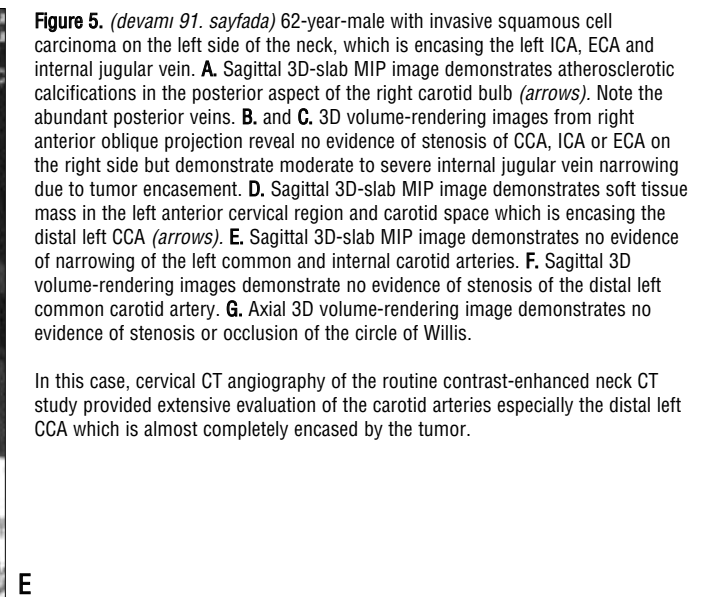 Figure 5. (devamı 91. sayfada) 62-year-male with invasive squamous cell
carcinoma on the left side of the neck, which is encasing the left ICA, ECA and
internal jugular vein. A. Sagittal 3D-slab MIP image demonstrates atherosclerotic
calcifications in the posterior aspect of the right carotid bulb (arrows). Note the
abundant posterior veins. B. and C. 3D volume-rendering images from right
anterior oblique projection reveal no evidence of stenosis of CCA, ICA or ECA on
the right side but demonstrate moderate to severe internal jugular vein narrowing
due to tumor encasement. D. Sagittal 3D-slab MIP image demonstrates soft tissue
mass in the left anterior cervical region and carotid space which is encasing the
distal left CCA (arrows). E. Sagittal 3D-slab MIP image demonstrates no evidence
of narrowing of the left common and internal carotid arteries. F. Sagittal 3D
volume-rendering images demonstrate no evidence of stenosis of the distal left
common carotid artery. G. Axial 3D volume-rendering image demonstrates no
evidence of stenosis or occlusion of the circle of Willis.
In this case, cervical CT angiography of the routine contrast-enhanced neck CT
study provided extensive evaluation of the carotid arteries especially the distal left
CCA which is almost completely encased by the tumor.
E